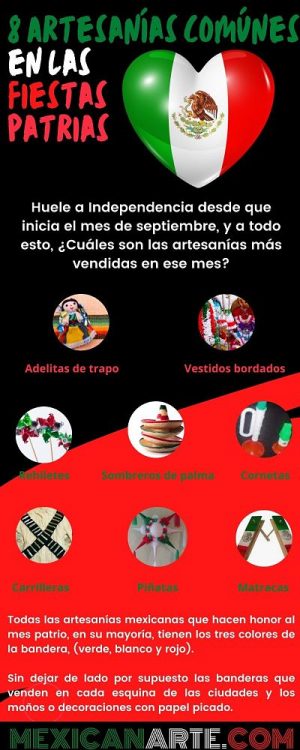 8 ARTESANÍAS COMÚNES
EN LAS
FIESTAS
PATRIAS
Huele a Independencia desde que
inicia el mes de septiembre, y a todo
esto, ¿Cuáles son las artesanías más
vendidas en ese mes?
Adelitas de trapo Vestidos bordados
Rehiletes Sombreros de palma Cornetas
Carrilleras Piñatas Matracas
Todas las artesanías mexicanas que hacen honor al
mes patrio, en su mayoría, tienen los tres colores de
la bandera, (verde, blanco y rojo).
Sin dejar de lado por supuesto las banderas que
venden en cada esquina de las ciudades y los
moños o decoraciones con papel picado.
MEXICANARTE.COM